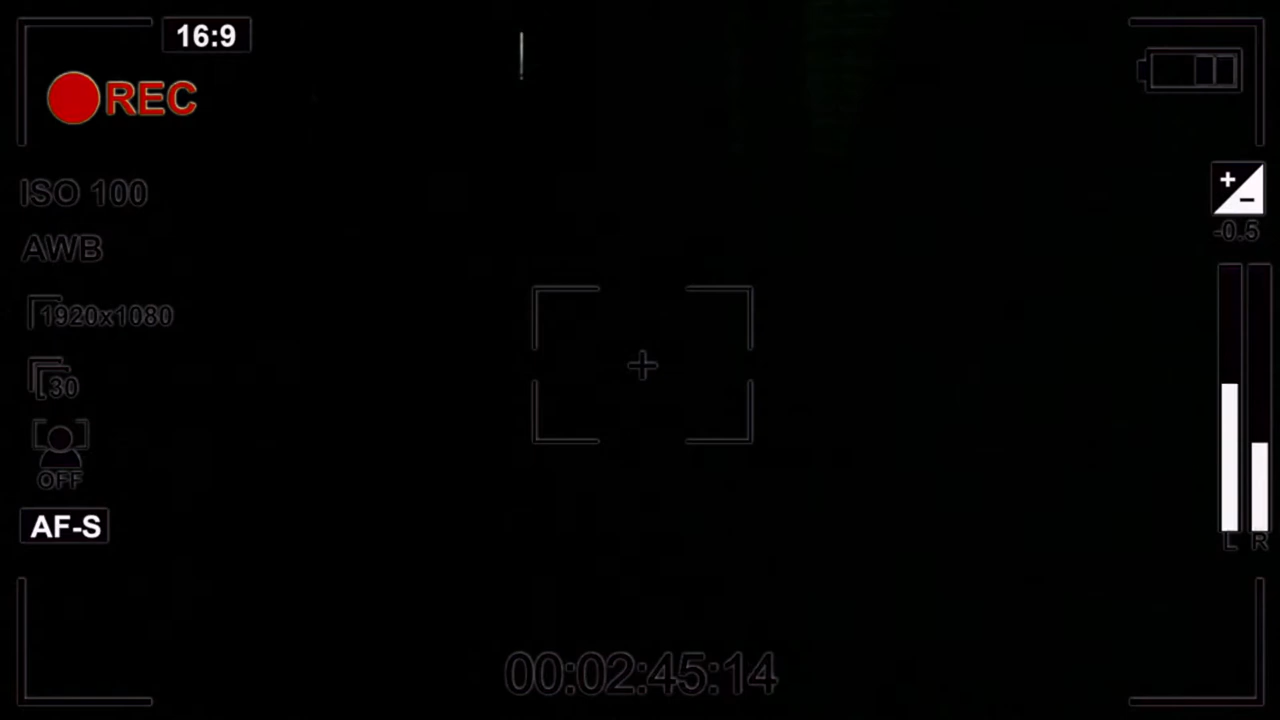 16:9
REC
ISO 100
AWB
-0.5
1920x1080
30
OFF
AF-S
L R
00:02:45:14